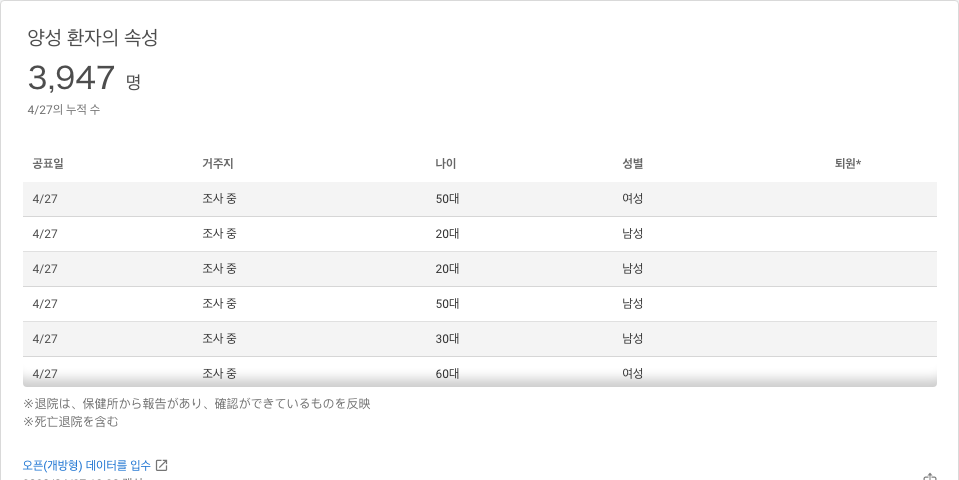 양성 환자의 속성
3,947 명
4/27의 누적 수
공표일 거주지 나이 성별 퇴원*
4/27 조사 중 50대 여성
4/27 조사 중 20대 남성
4/27 조사 중 20대 남성
4/27 조사 중 50대 남성
4/27 조사 중 30대 남성
4/27 조사 중 60대 여성
※退院は、保健所から報告があり、確認ができているものを反映
※死亡退院を含む
오픈(개방형) 데이터를 입수